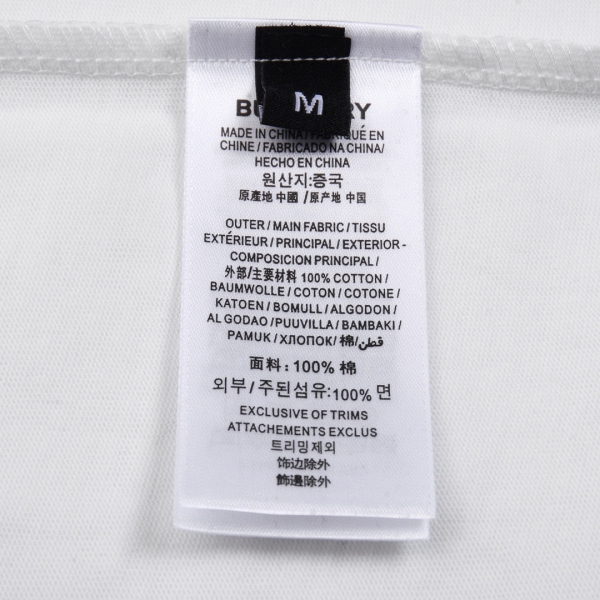 M
BU RY
MADE IN CHINA/FABRIQUÉ EN
CHINE/FABRICADO NA CHINA/
HECHO EN CHINA
원산지:중국
原產地 中國/原产地 中国
OUTER/MAIN FABRIC/TISSU
EXTÉRIEUR/PRINCIPAL/EXTERIOR-
COMPOSICION PRINCIPAL/
外部/主要材料 100% COTTON/
BAUMWOLLE/COTON/COTONE/
KATOEN/BOMULL/ALGODON/
AL GODAO/PUUVILLA/BAMBAKI/
PAMUK/ХЛОПОК/棉/قطن/
面料:100% 棉
외부/주된섬유:100% 면
EXCLUSIVE OF TRIMS
ATTACHEMENTS EXCLUS
트리밍제외
饰边除外
飾邊除外